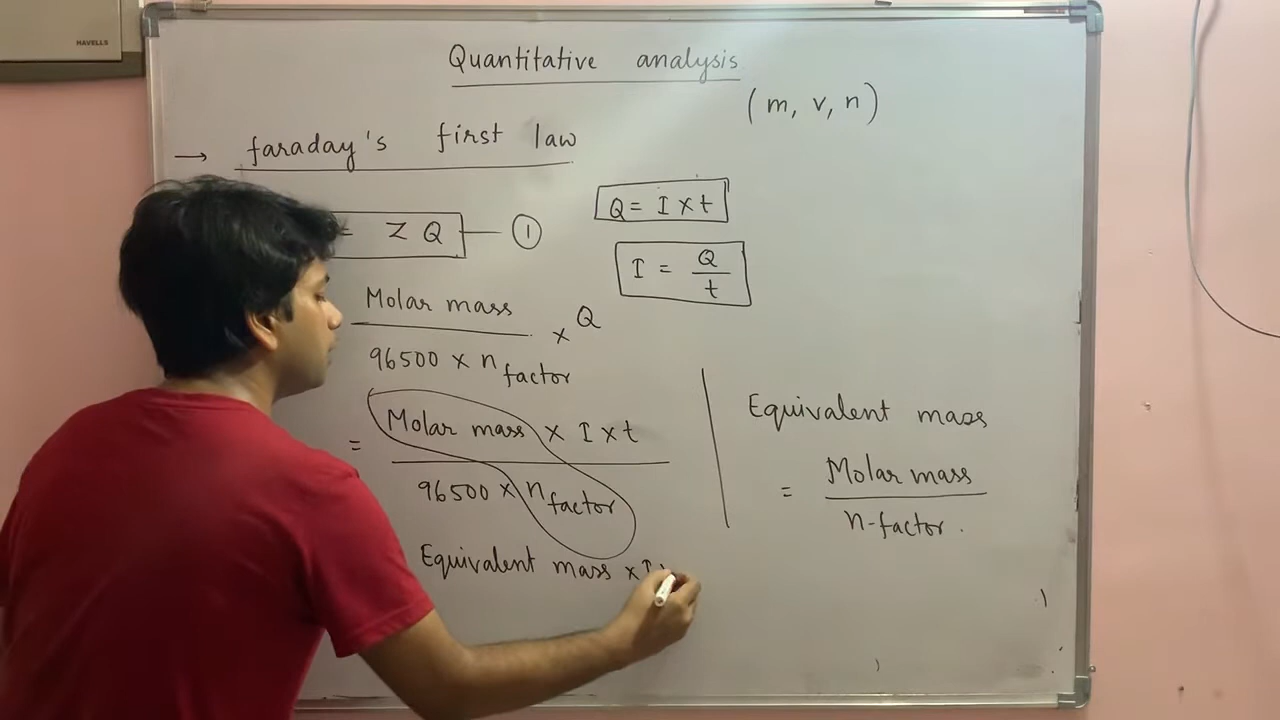 HAVELLS
Quantitative analysis
(m, v, n)
→ faraday's first law
= Z Q — ①
Q = I x t
I = Q
t
Molar mass x Q
96500 x n factor
= Molar mass x I x t
96500 x n factor
Equivalent mass x I
Equivalent mass
= Molar mass
n-factor.